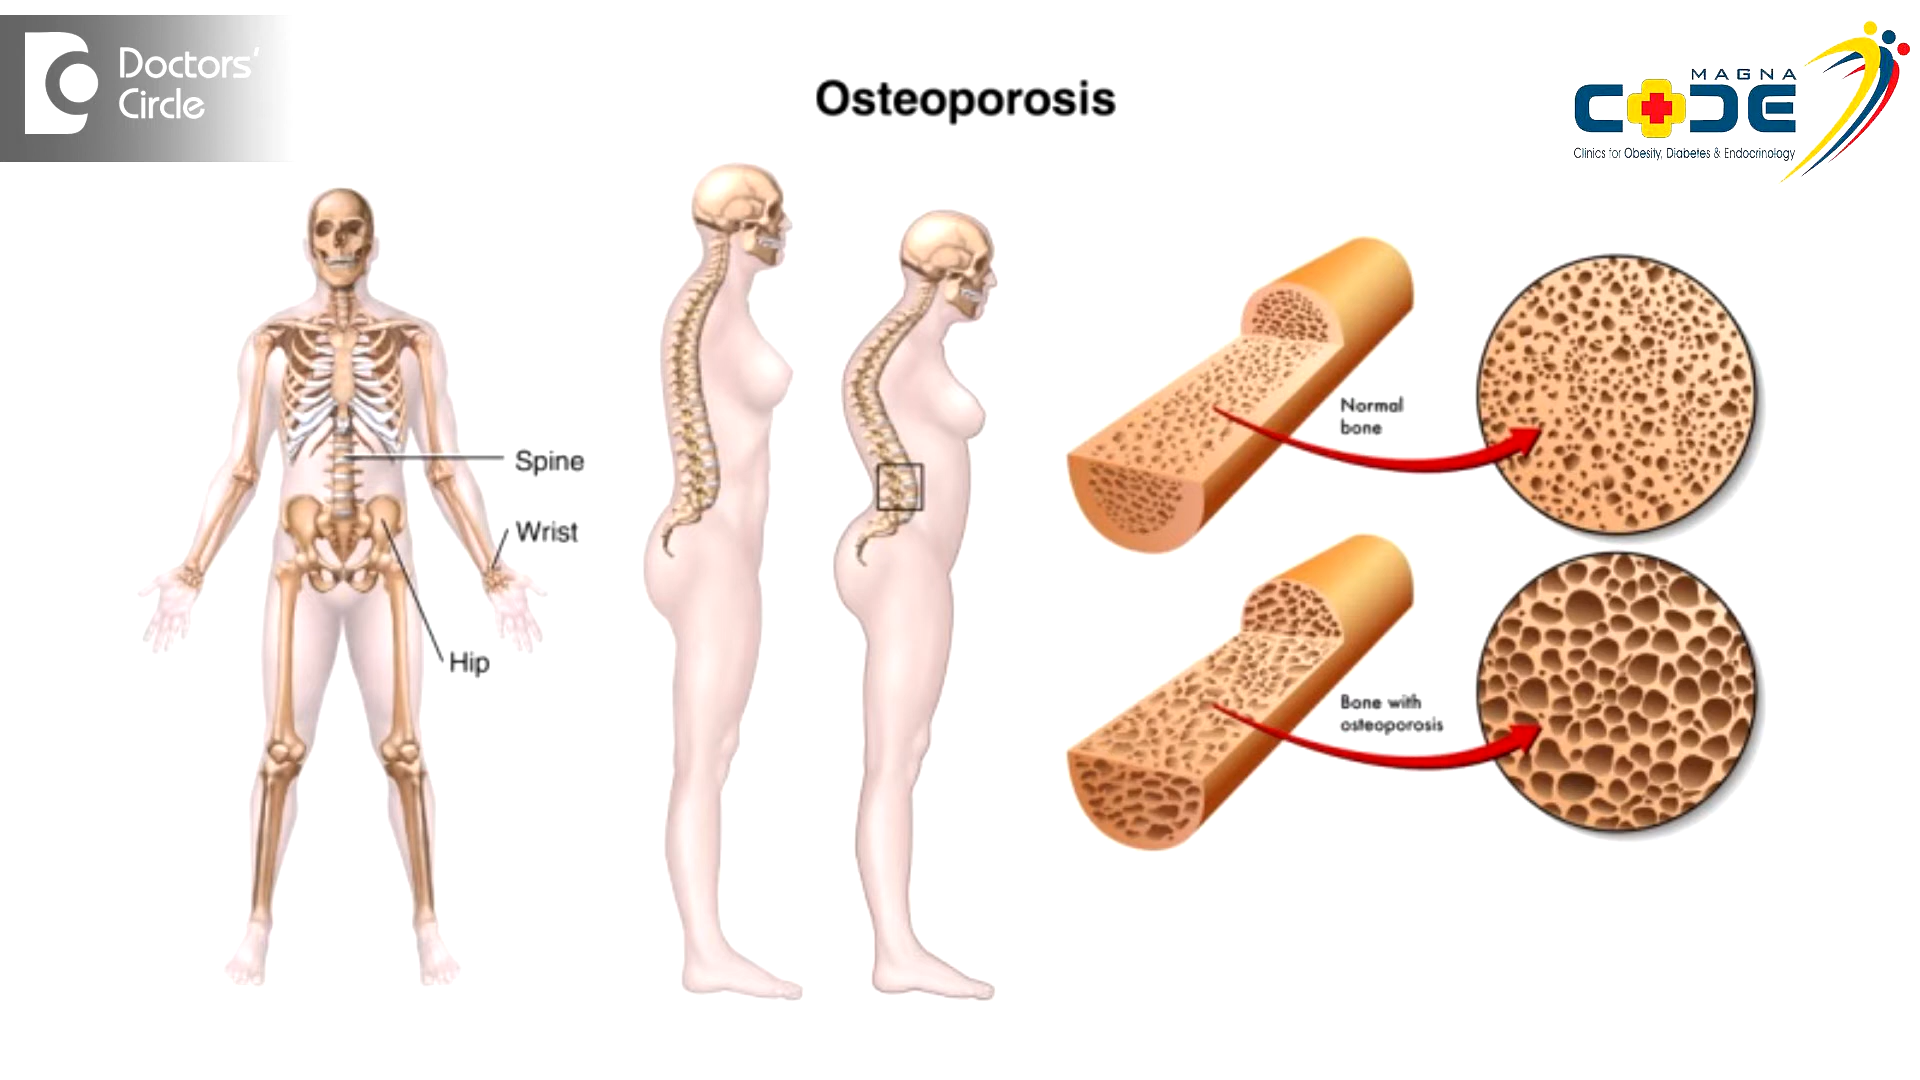 Doctors'
Circle
Osteoporosis
MAGNA
CODE
Clinics for Obesity, Diabetes & Endocrinology
Spine
Wrist
Hip
Normal
bone
Bone with
osteoporosis